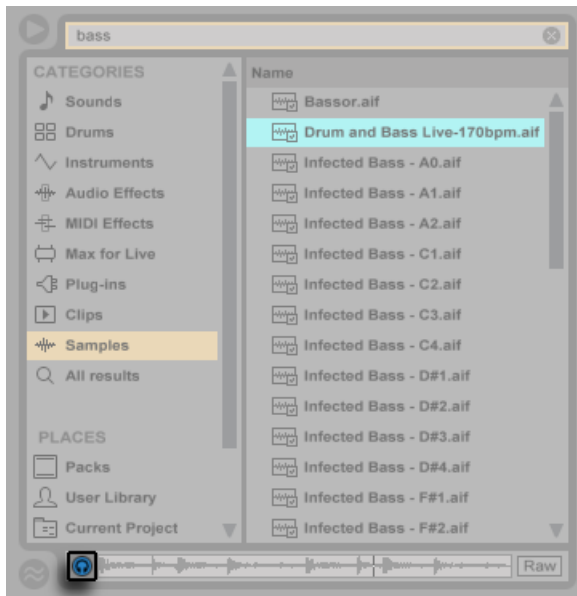 bass
CATEGORIES
Sounds
Drums
Instruments
Audio Effects
MIDI Effects
Max for Live
Plug-ins
Clips
Samples
All results
PLACES
Packs
User Library
Current Project
Name
Bassor.aif
Drum and Bass Live-170bpm.aif
Infected Bass - A0.aif
Infected Bass - A1.aif
Infected Bass - A2.aif
Infected Bass - C1.aif
Infected Bass - C2.aif
Infected Bass - C3.aif
Infected Bass - C4.aif
Infected Bass - D#1.aif
Infected Bass - D#2.aif
Infected Bass - D#3.aif
Infected Bass - D#4.aif
Infected Bass - F#1.aif
Infected Bass - F#2.aif
Raw